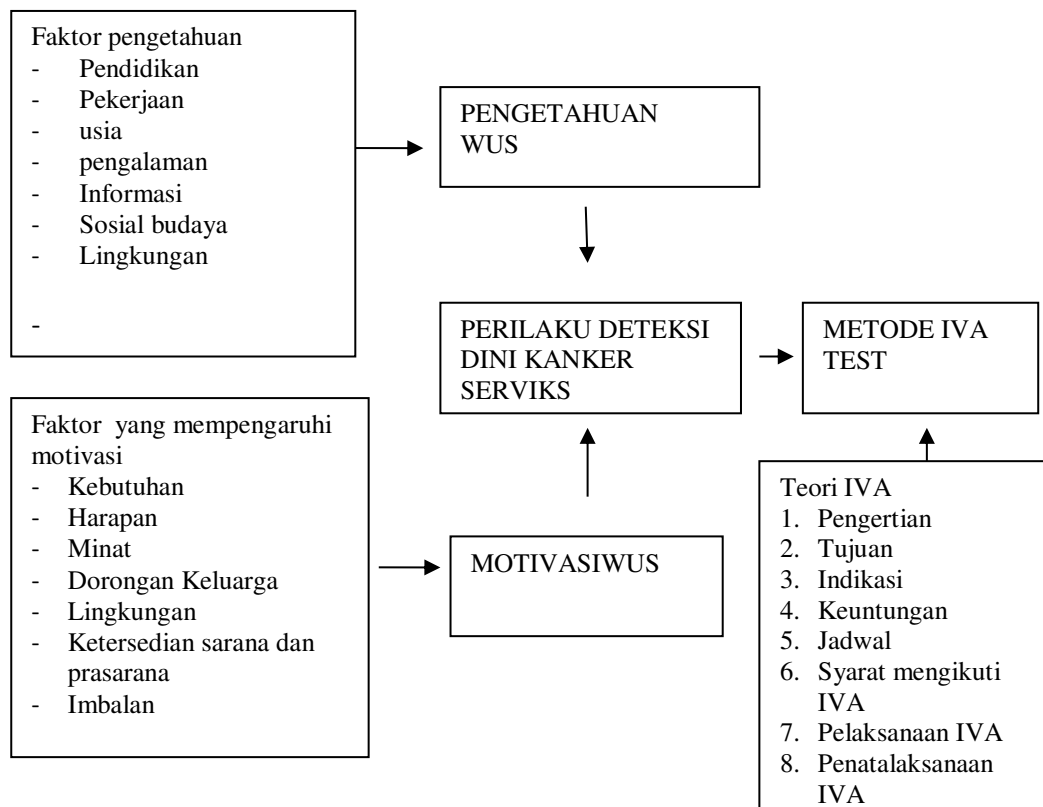 Faktor pengetahuan
- Pendidikan
- Pekerjaan
- usia
- pengalaman
- Informasi
- Sosial budaya
- Lingkungan
-
PENGETAHUAN
WUS
PERILAKU DETEKSI
DINI KANKER
SERVIKS
METODE IVA
TEST
Faktor yang mempengaruhi
motivasi
- Kebutuhan
- Harapan
- Minat
- Dorongan Keluarga
- Lingkungan
- Ketersedian sarana dan
prasarana
- Imbalan
MOTIVASIWUS
Teori IVA
1. Pengertian
2. Tujuan
3. Indikasi
4. Keuntungan
5. Jadwal
6. Syarat mengikuti
IVA
7. Pelaksanaan IVA
8. Penatalaksanaan
IVA